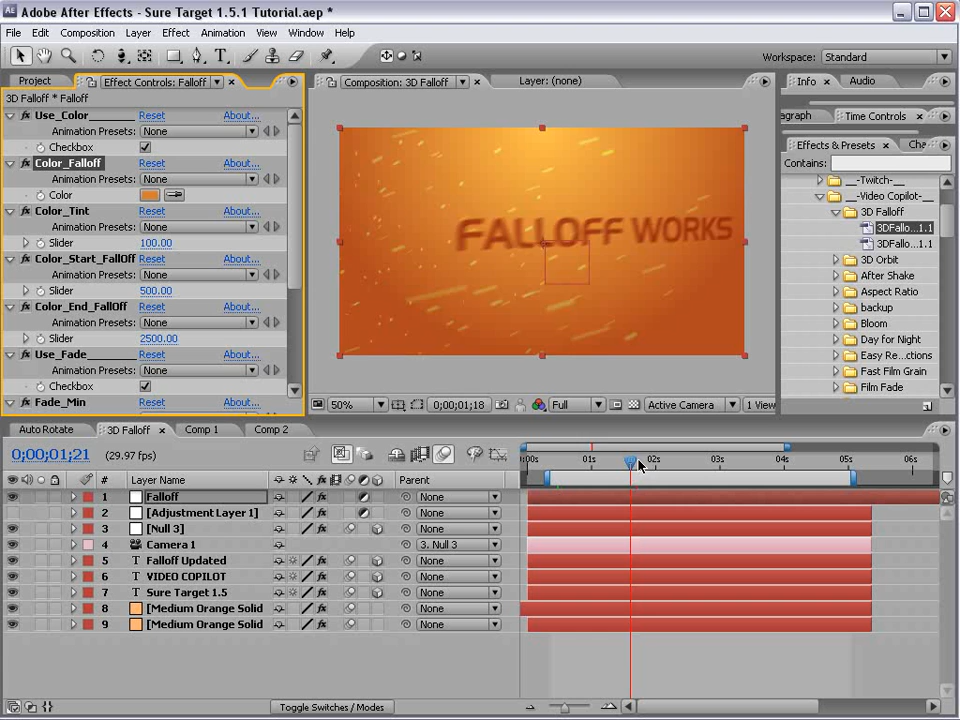 Adobe After Effects - Sure Target 1.5.1 Tutorial.aep *
File Edit Composition Layer Effect Animation View Window Help
Workspace: Standard
Project Effect Controls: Falloff
3D Falloff * Falloff
Use_Color_______ Reset About...
Animation Presets: None
Checkbox
Color_Falloff Reset About...
Animation Presets: None
Color
Color_Tint Reset About...
Animation Presets: None
Slider 100.00
Color_Start_FallOff Reset About...
Animation Presets: None
Slider 500.00
Color_End_FallOff Reset About...
Animation Presets: None
Slider 2500.00
Use_Fade_______ Reset About...
Animation Presets: None
Checkbox
Fade_Min Reset About...
Composition: 3D Falloff Layer: (none)
FALLOFF WORKS
50% 0;00;01;18 Full Active Camera 1 View
Info Audio
agraph Time Controls
Effects & Presets Cha
Contains:
__-Twitch-__
__-Video Copilot-__
3D Falloff
3DFallo...1.1
3DFallo...1.1
3D Orbit
After Shake
Aspect Ratio
backup
Bloom
Day for Night
Easy Re...ctions
Fast Film Grain
Film Fade
Auto Rotate 3D Falloff Comp 1 Comp 2
0;00;01;21 (29.97 fps)
:00s 01s 02s 03s 04s 05s 06s
# Layer Name Parent
1 Falloff None
2 [Adjustment Layer 1] None
3 [Null 3] None
4 Camera 1 3. Null 3
5 T Falloff Updated None
6 T VIDEO COPILOT None
7 T Sure Target 1.5 None
8 [Medium Orange Solid None
9 [Medium Orange Solid None
Toggle Switches / Modes